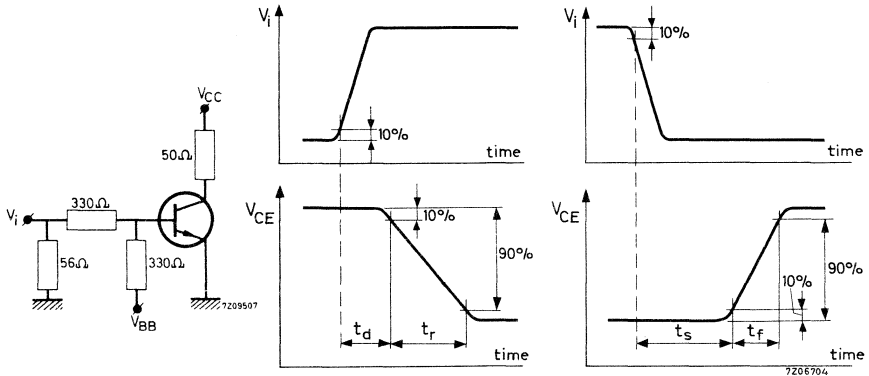 V_CC
50Ω
V_i
330Ω
56Ω
330Ω
V_BB
7Z09507
V_i
10%
time
V_CE
10%
90%
t_d
t_r
time
V_i
10%
time
V_CE
10%
90%
t_s
t_f
time
7Z06704